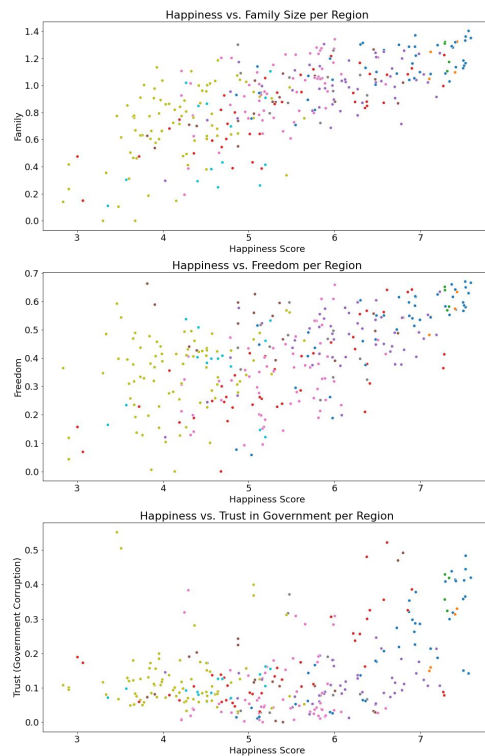 Happiness vs. Family Size per Region
1.4
1.2
1.0
0.8
0.6
0.4
0.2
0.0
Family
3 4 5 6 7
Happiness Score
Happiness vs. Freedom per Region
0.7
0.6
0.5
0.4
0.3
0.2
0.1
0.0
Freedom
3 4 5 6 7
Happiness Score
Happiness vs. Trust in Government per Region
0.5
0.4
0.3
0.2
0.1
0.0
Trust (Government Corruption)
3 4 5 6 7
Happiness Score